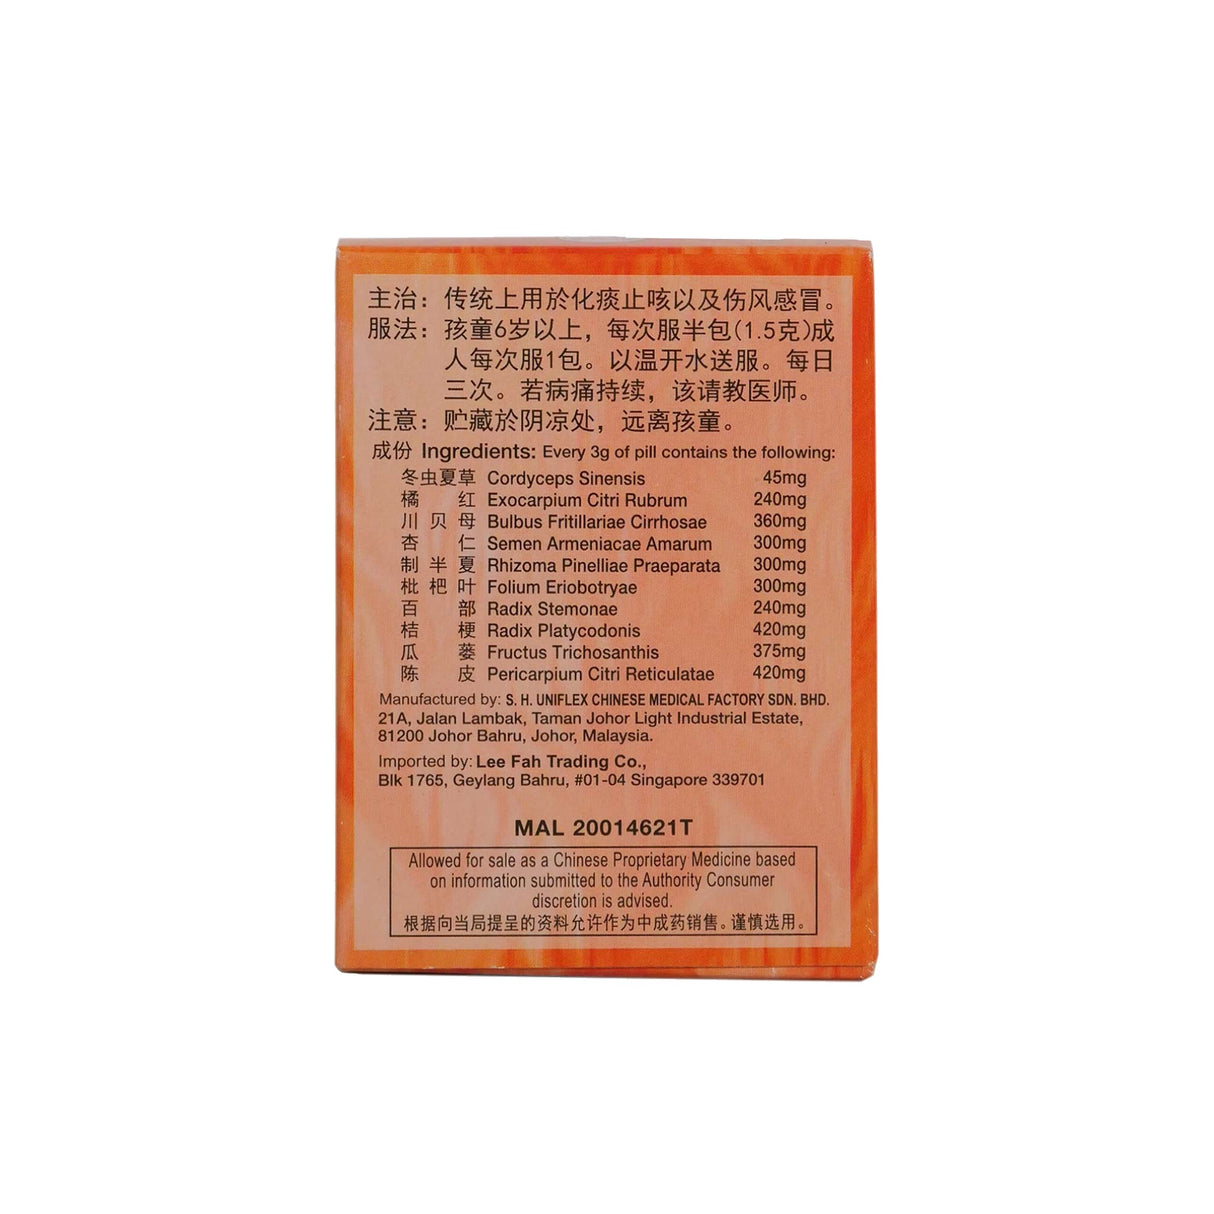 主治：传统上用於化痰止咳以及伤风感冒。
服法：孩童6岁以上，每次服半包(1.5克)成
人每次服1包。以温开水送服。每日
三次。若病痛持续，该请教医师。
注意：贮藏於阴凉处，远离孩童。
成份 Ingredients: Every 3g of pill contains the following:
冬虫夏草 Cordyceps Sinensis 45mg
橘红 Exocarpium Citri Rubrum 240mg
川贝母 Bulbus Fritillariae Cirrhosae 360mg
杏仁 Semen Armeniacae Amarum 300mg
制半夏 Rhizoma Pinelliae Praeparata 300mg
枇杷叶 Folium Eriobotryae 300mg
百部 Radix Stemonae 240mg
桔梗 Radix Platycodonis 420mg
瓜蒌 Fructus Trichosanthis 375mg
陈皮 Pericarpium Citri Reticulatae 420mg
Manufactured by: S. H. UNIFLEX CHINESE MEDICAL FACTORY SDN. BHD.
21A, Jalan Lambak, Taman Johor Light Industrial Estate,
81200 Johor Bahru, Johor, Malaysia.
Imported by: Lee Fah Trading Co.,
Blk 1765, Geylang Bahru, #01-04 Singapore 339701
MAL 20014621T
Allowed for sale as a Chinese Proprietary Medicine based
on information submitted to the Authority Consumer
discretion is advised.
根据向当局提呈的资料允许作为中成药销售。谨慎选用。